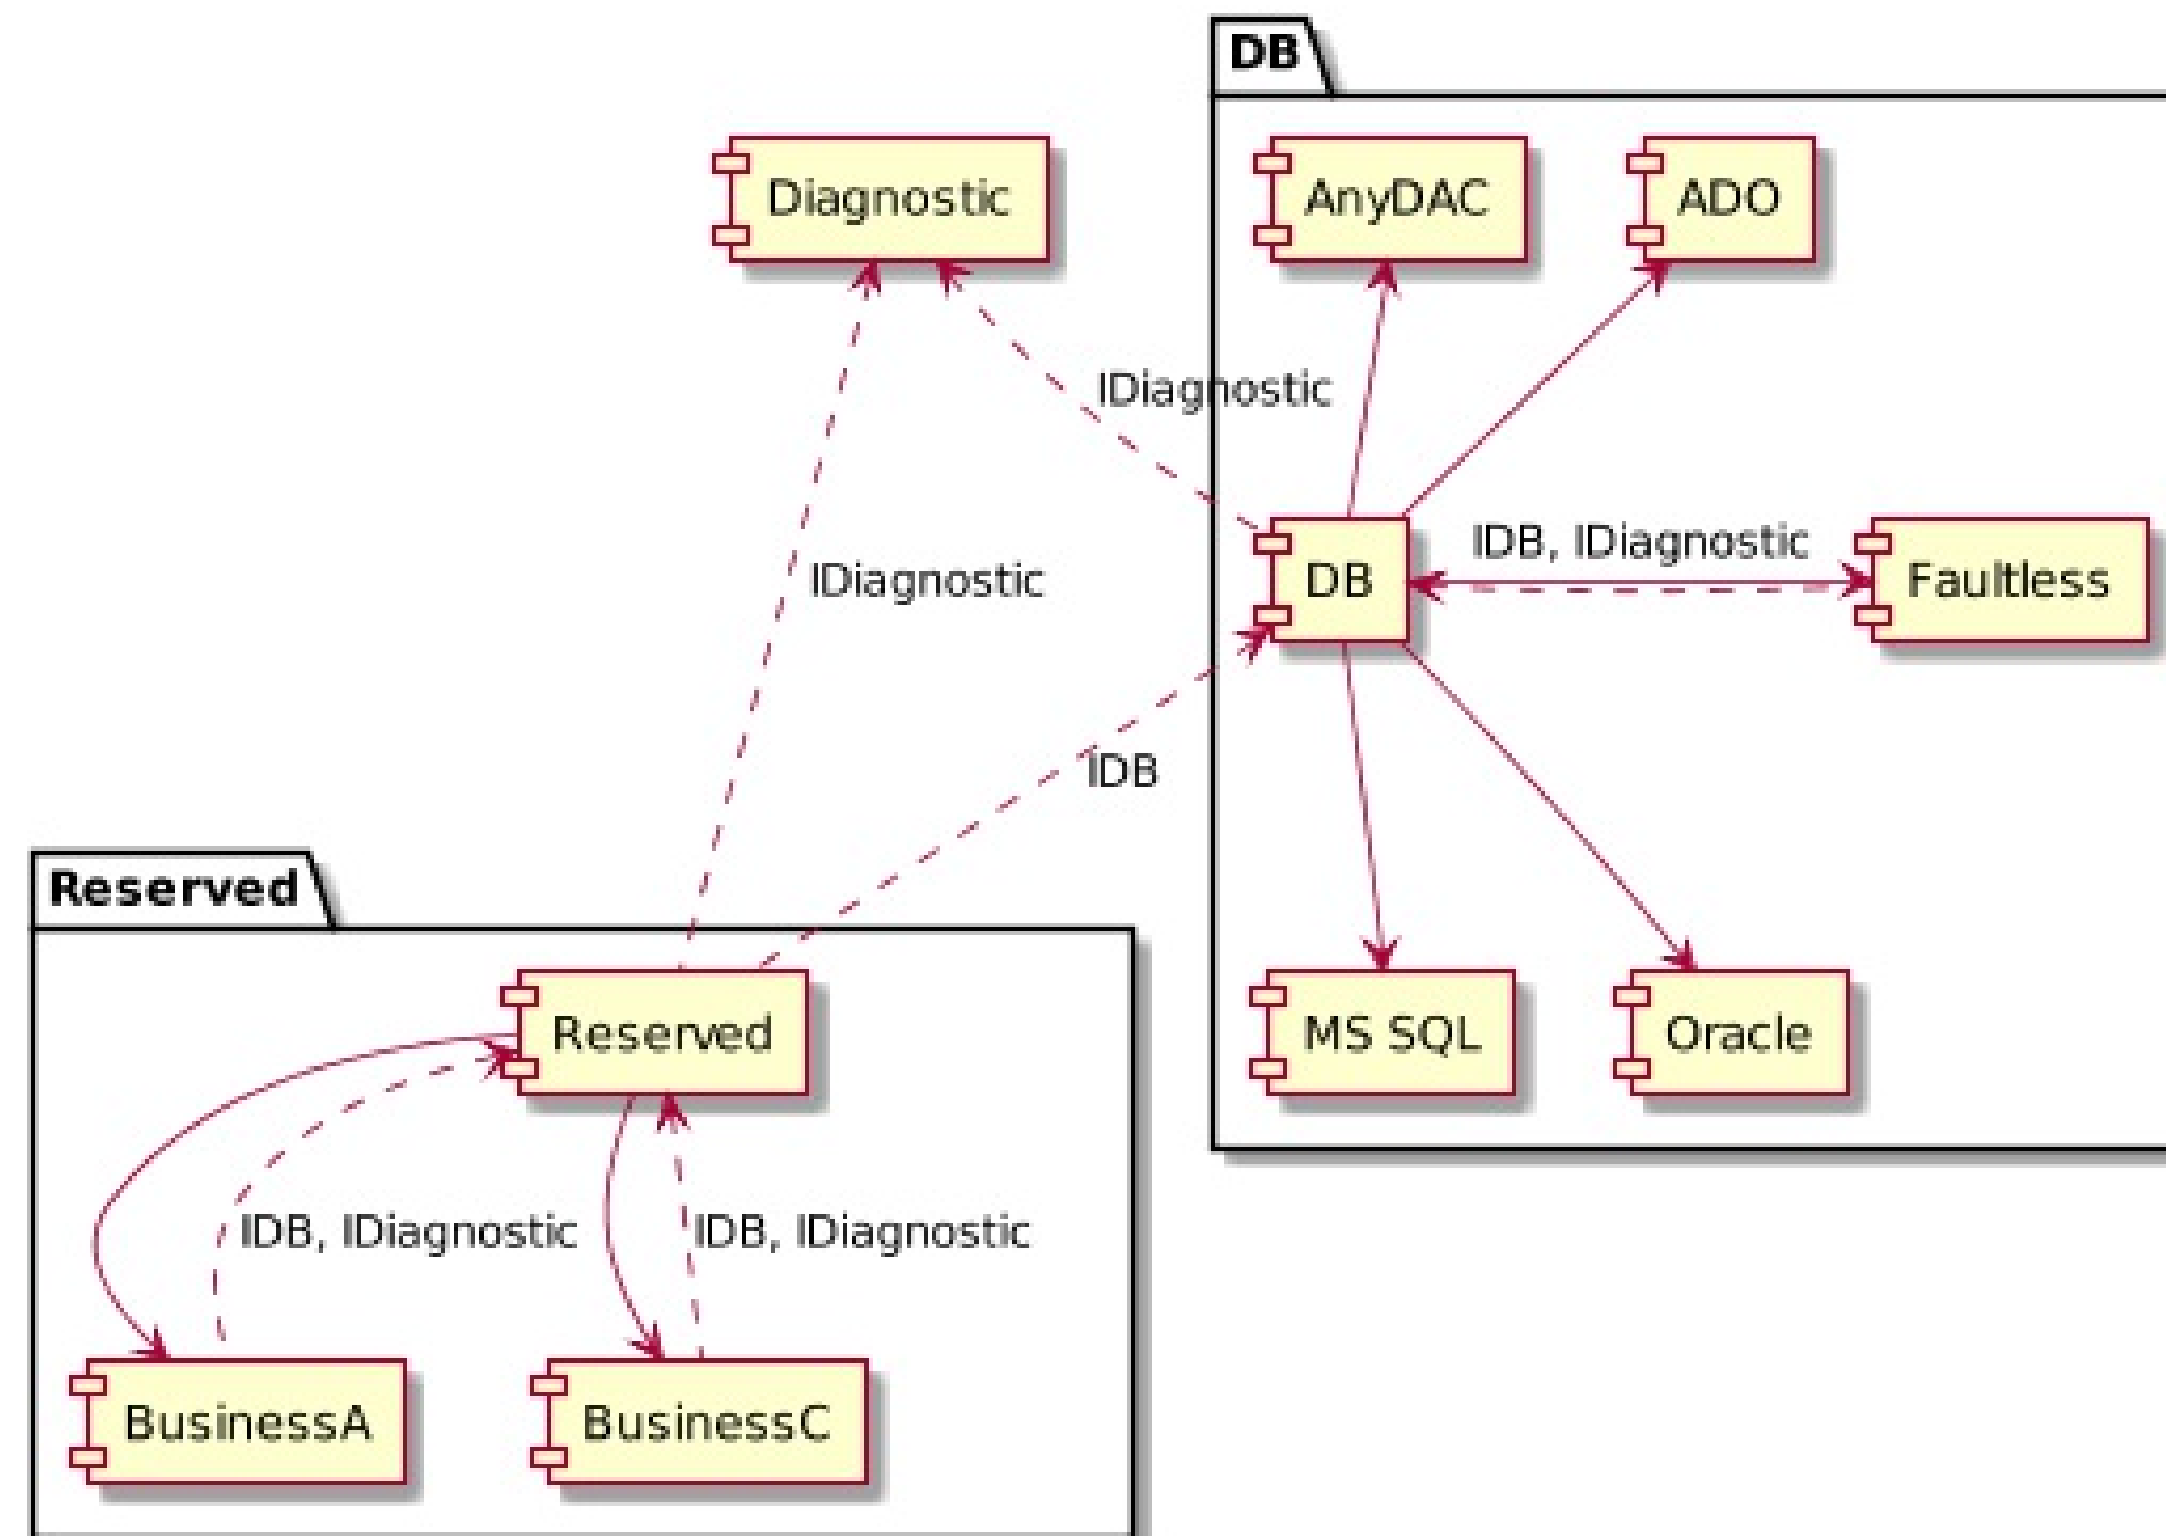 DB
Diagnostic
AnyDAC
ADO
IDiagnostic
IDB, IDiagnostic
DB
Faultless
IDiagnostic
IDB
Reserved
Reserved
MS SQL
Oracle
IDB, IDiagnostic
IDB, IDiagnostic
BusinessA
BusinessC